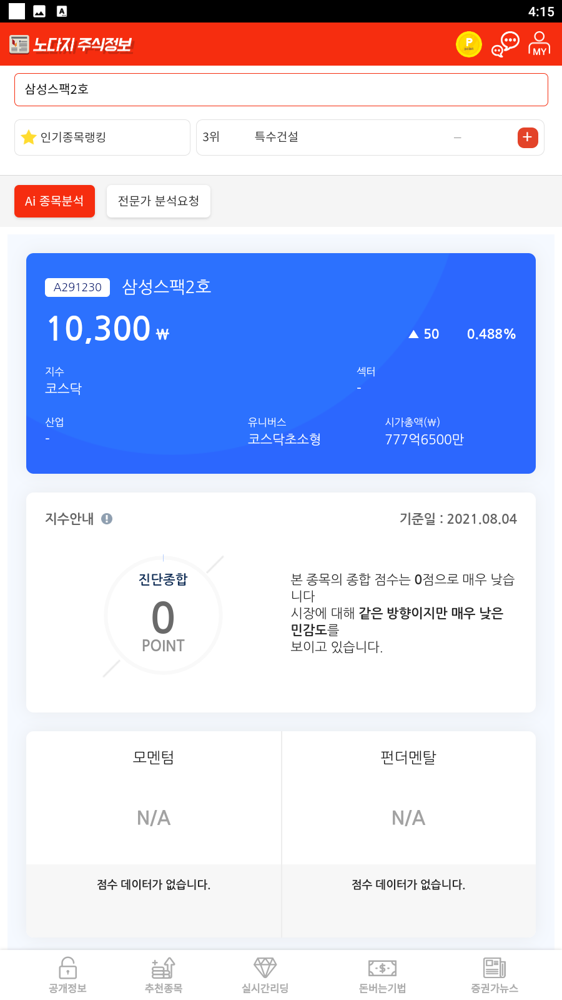 4:15
노다지 주식정보
P
point
MY
삼성스팩2호
인기종목랭킹
3위 특수건설 –
Ai 종목분석
전문가 분석요청
A291230 삼성스팩2호
10,300 ₩ ▲ 50 0.488%
지수 섹터
코스닥 -
산업 유니버스 시가총액(₩)
- 코스닥초소형 777억6500만
지수안내 기준일 : 2021.08.04
진단종합
0
POINT
본 종목의 종합 점수는 0점으로 매우 낮습
니다
시장에 대해 같은 방향이지만 매우 낮은
민감도를
보이고 있습니다.
모멘텀 펀더멘탈
N/A N/A
점수 데이터가 없습니다. 점수 데이터가 없습니다.
공개정보 추천종목 실시간리딩 돈버는기법 증권가뉴스